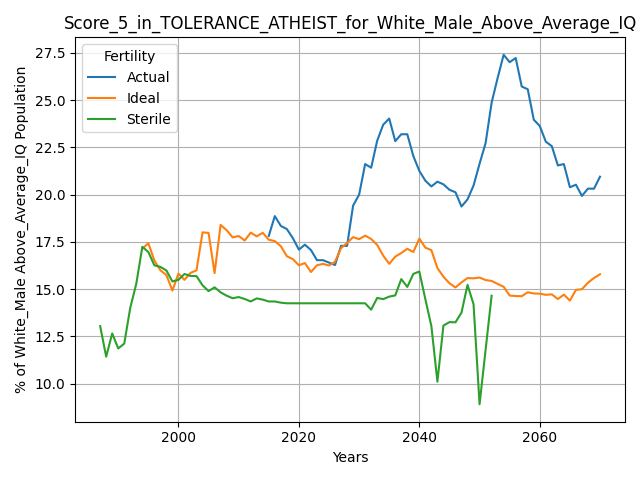 Score_5_in_TOLERANCE_ATHEIST_for_White_Male_Above_Average_IQ
Fertility
Actual
Ideal
Sterile
% of White_Male Above_Average_IQ Population
27.5
25.0
22.5
20.0
17.5
15.0
12.5
10.0
2000
2020
2040
2060
Years